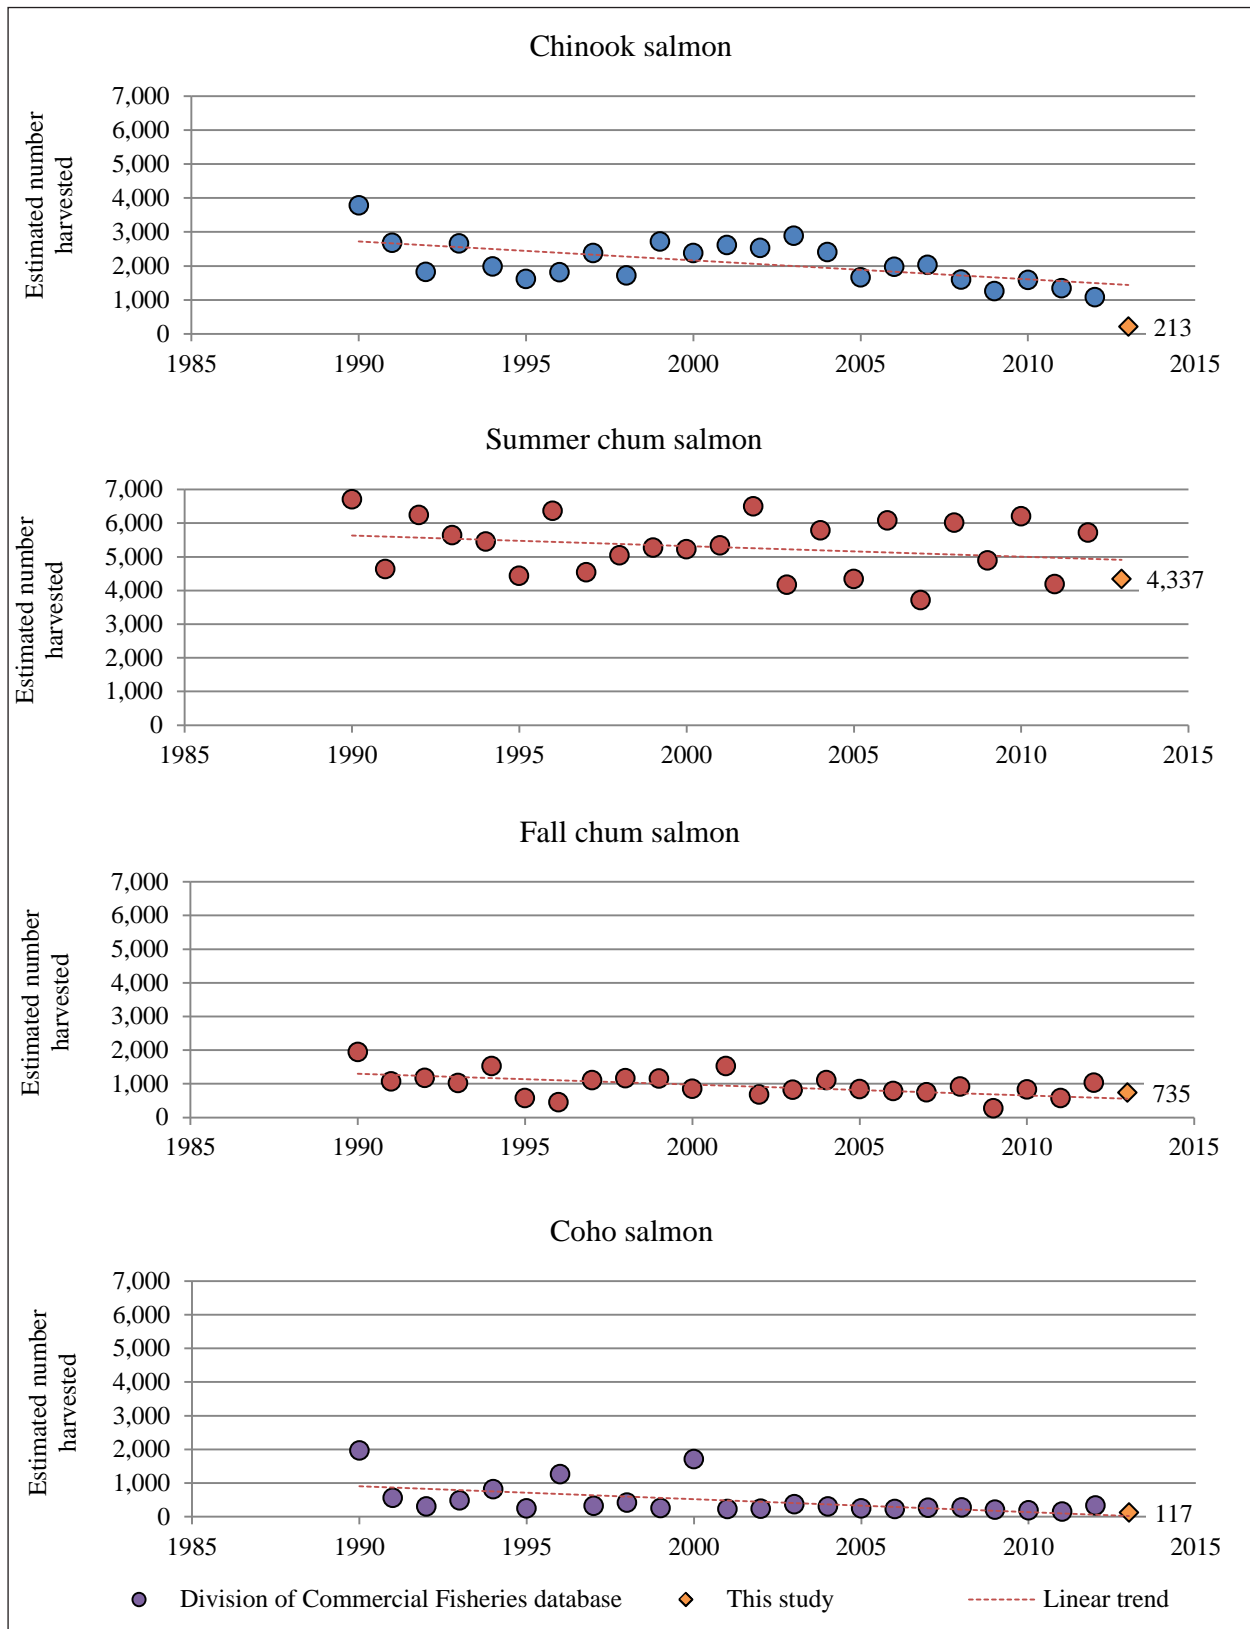 Chinook salmon
Estimated number
harvested
7,000
6,000
5,000
4,000
3,000
2,000
1,000
0
213
1985 1990 1995 2000 2005 2010 2015
Summer chum salmon
Estimated number
harvested
7,000
6,000
5,000
4,000
3,000
2,000
1,000
0
4,337
1985 1990 1995 2000 2005 2010 2015
Fall chum salmon
Estimated number
harvested
7,000
6,000
5,000
4,000
3,000
2,000
1,000
0
735
1985 1990 1995 2000 2005 2010 2015
Coho salmon
Estimated number
harvested
7,000
6,000
5,000
4,000
3,000
2,000
1,000
0
117
1985 1990 1995 2000 2005 2010 2015
Division of Commercial Fisheries database This study Linear trend